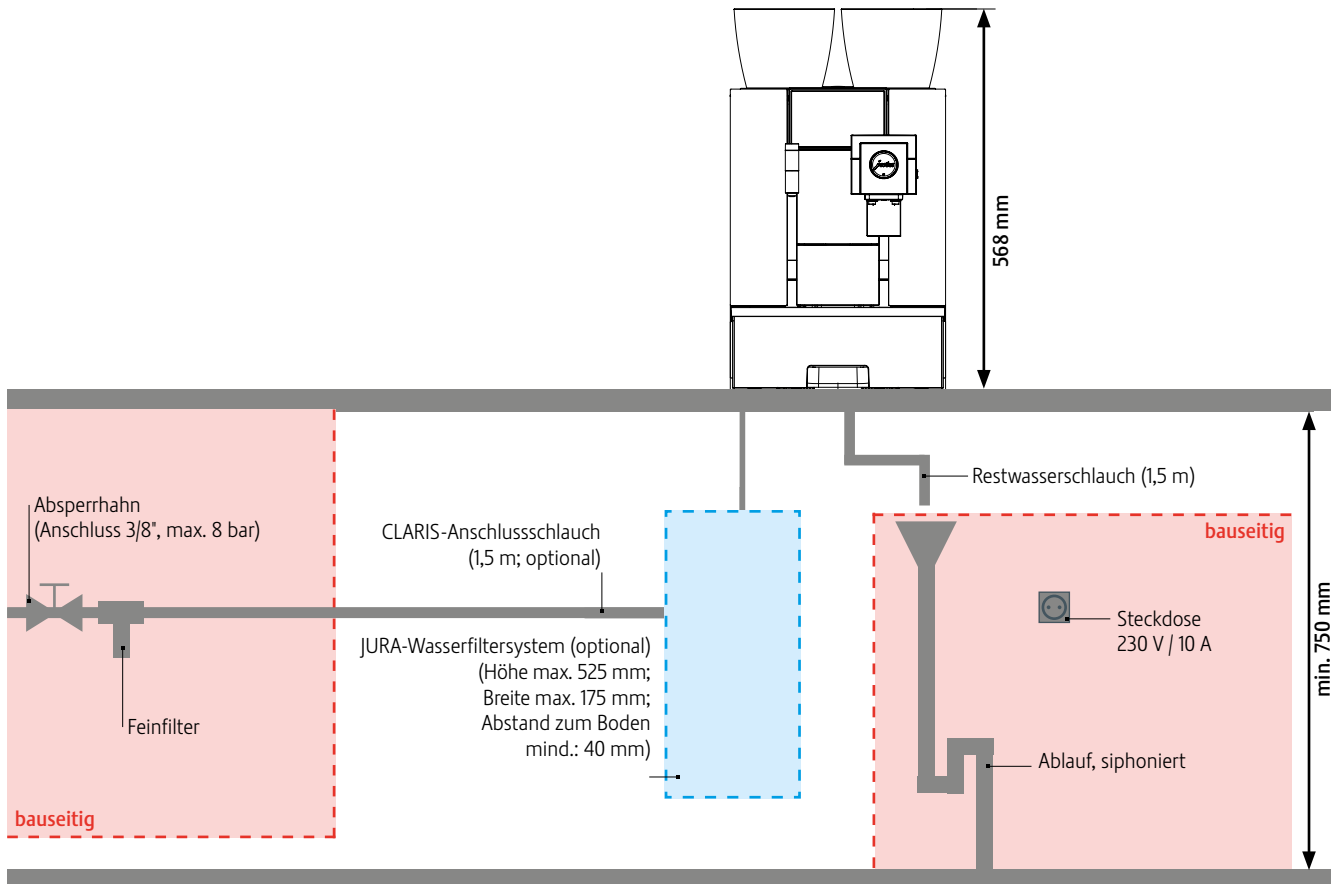 568 mm
Restwasserschlauch (1,5 m)
Absperrhahn
(Anschluss 3/8", max. 8 bar)
CLARIS-Anschlussschlauch
(1,5 m; optional)
bauseitig
Steckdose
230 V / 10 A
min. 750 mm
JURA-Wasserfiltersystem (optional)
(Höhe max. 525 mm;
Breite max. 175 mm;
Abstand zum Boden
mind.: 40 mm)
Feinfilter
Ablauf, siphoniert
bauseitig
jura